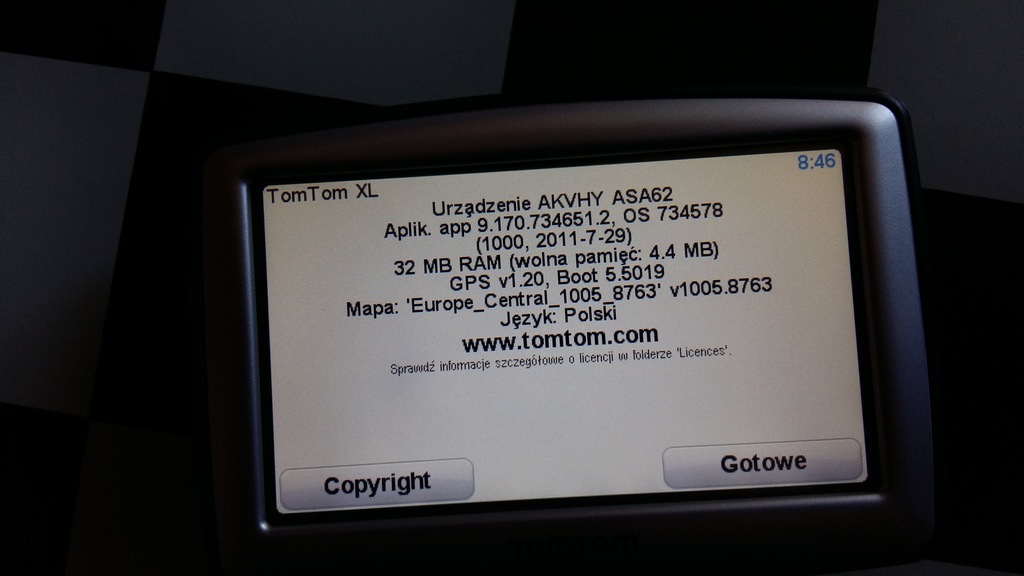 8:46
TomTom XL
Urządzenie AKVHY ASA62
Aplik. app 9.170.734651.2, OS 734578
(1000, 2011-7-29)
32 MB RAM (wolna pamięć: 4.4 MB)
GPS v1.20, Boot 5.5019
Mapa: 'Europe_Central_1005_8763' v1005.8763
Język: Polski
www.tomtom.com
Sprawdź informacje szczegółowe o licencji w folderze 'Licences'.
Copyright
Gotowe
TOMTOM